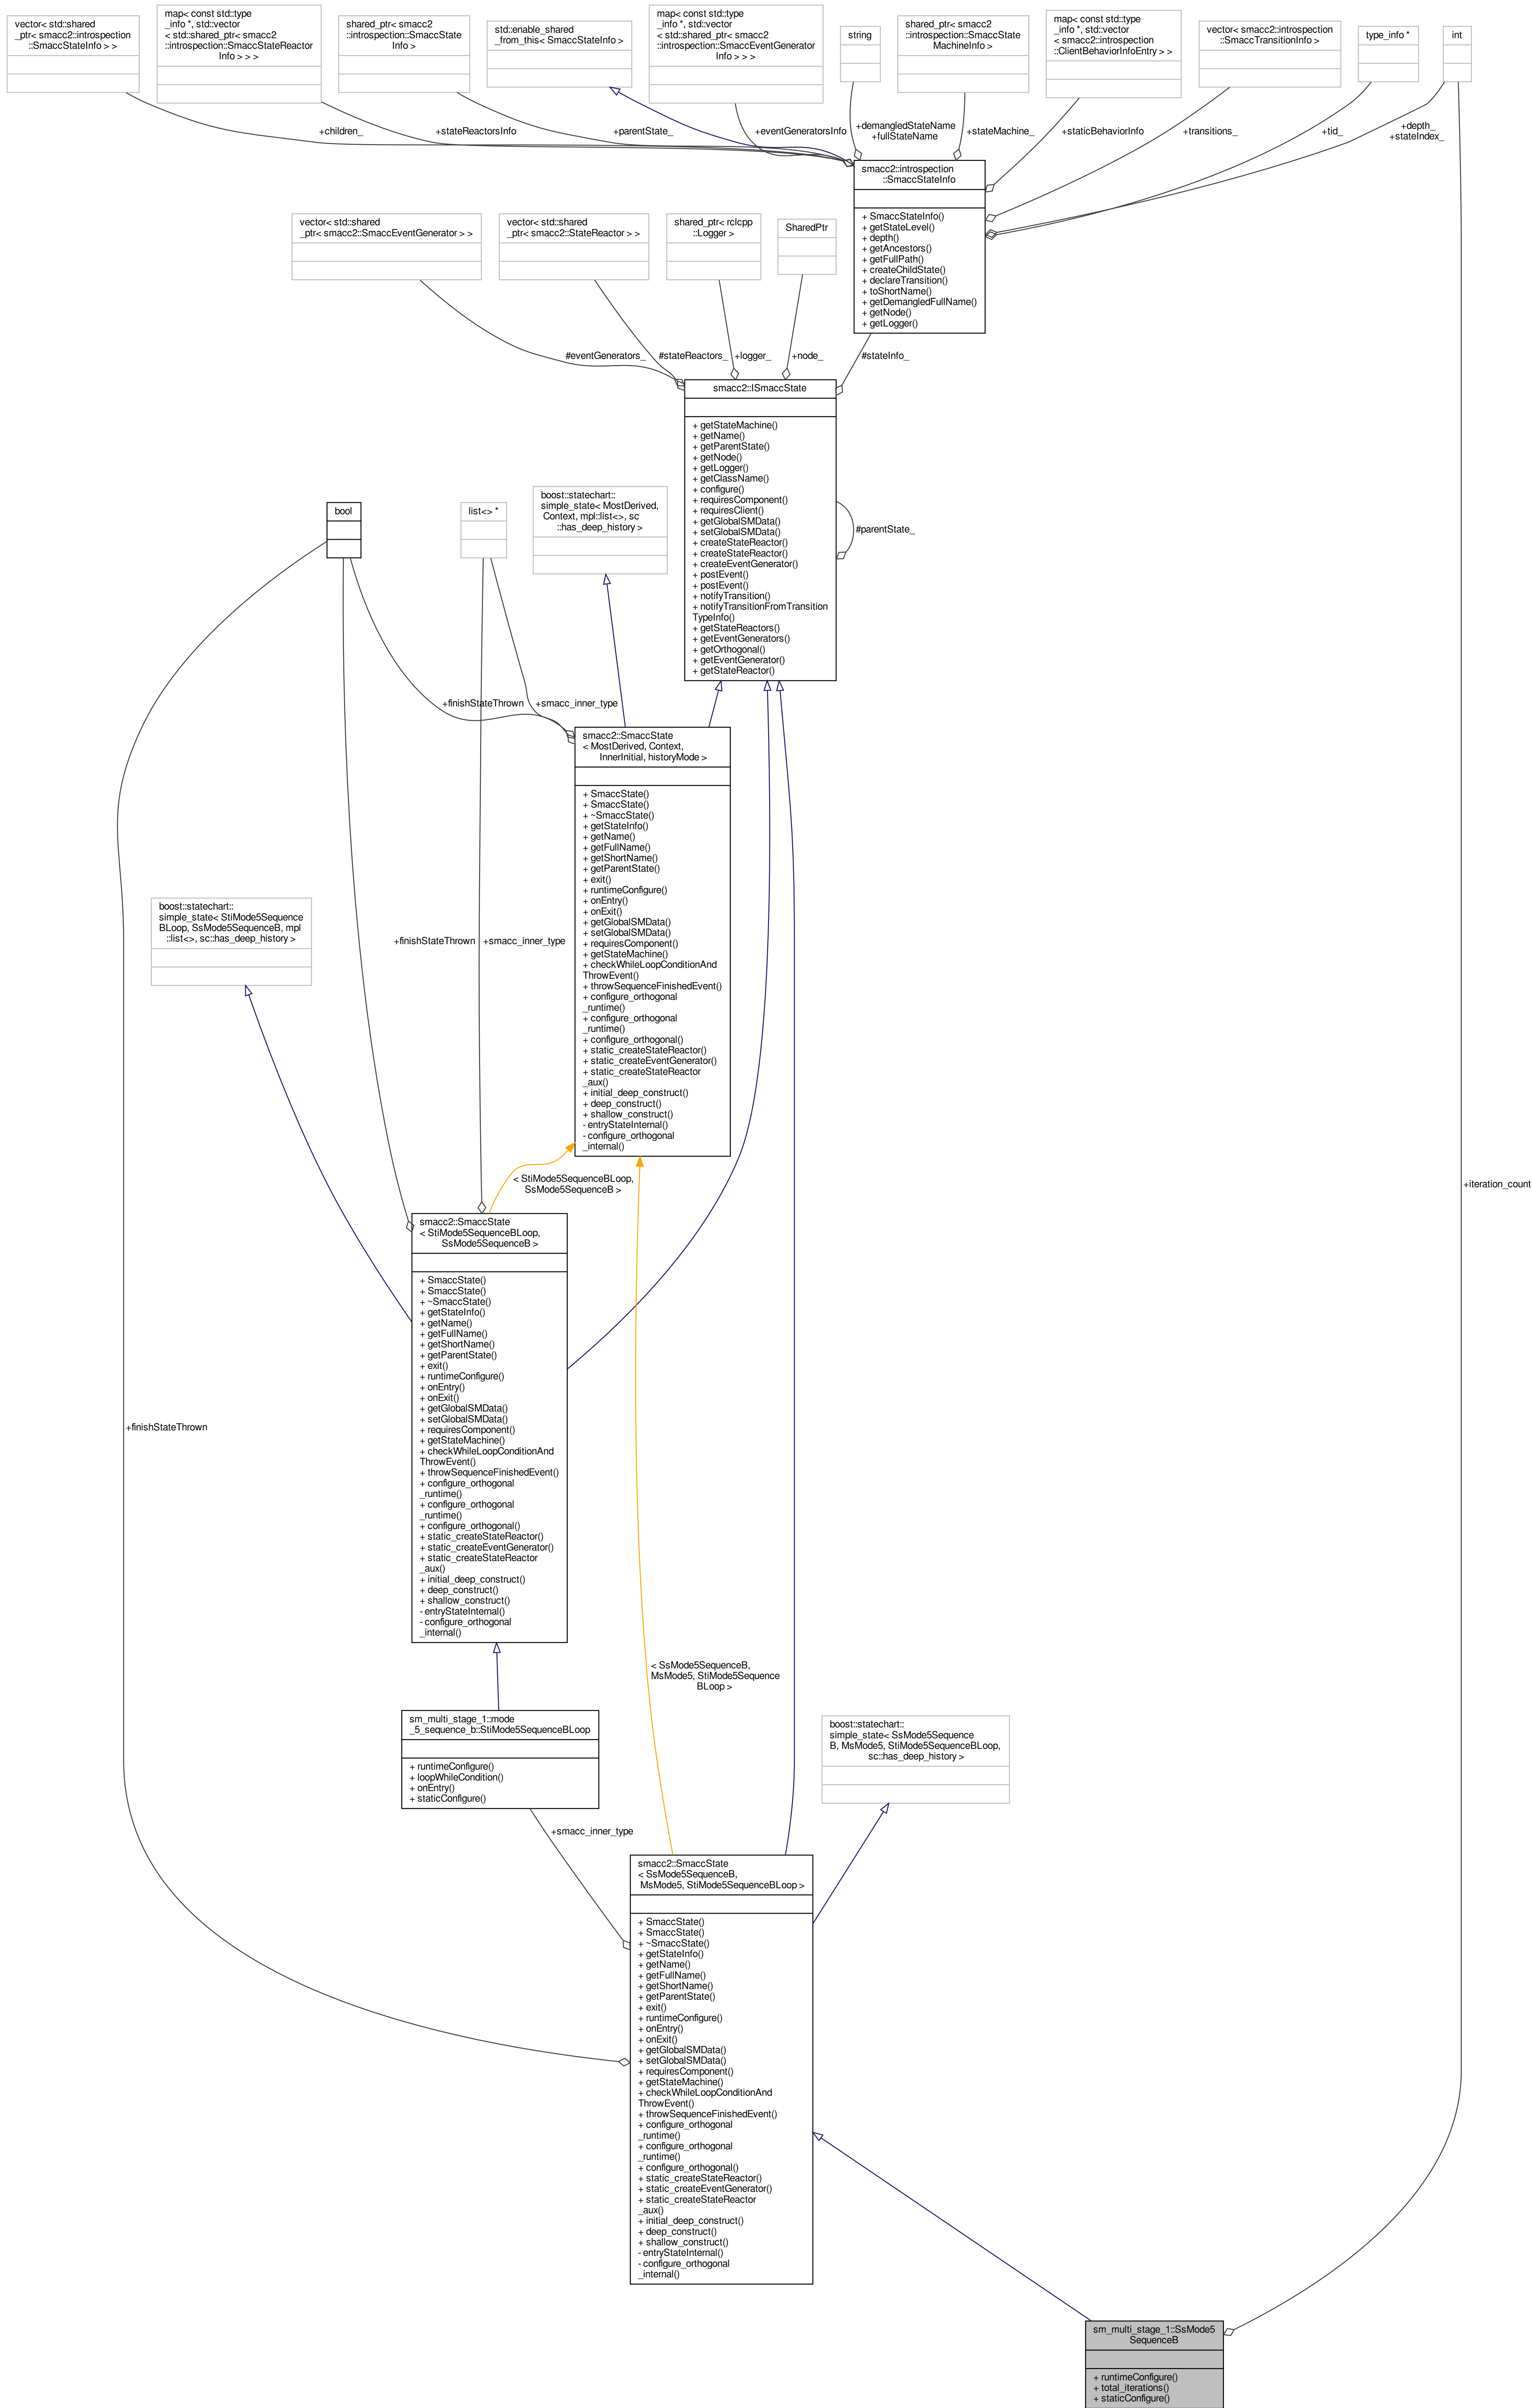 vector< std::shared
_ptr< smacc2::introspection
::SmaccStateInfo > >
map< const std::type
_info *, std::vector
< std::shared_ptr< smacc2
::introspection::SmaccStateReactor
Info > > >
shared_ptr< smacc2
::introspection::SmaccState
Info >
std::enable_shared
_from_this< SmaccStateInfo >
map< const std::type
_info *, std::vector
< std::shared_ptr< smacc2
::introspection::SmaccEventGenerator
Info > > >
string
shared_ptr< smacc2
::introspection::SmaccState
MachineInfo >
map< const std::type
_info *, std::vector
< smacc2::introspection
::ClientBehaviorInfoEntry > >
vector< smacc2::introspection
::SmaccTransitionInfo >
type_info *
int
+children_
+stateReactorsInfo
+parentState_
+eventGeneratorsInfo
+demangledStateName
+fullStateName
+stateMachine_
+staticBehaviorInfo
+transitions_
+tid_
+depth_
+stateIndex_
smacc2::introspection
::SmaccStateInfo
+ SmaccStateInfo()
+ getStateLevel()
+ depth()
+ getAncestors()
+ getFullPath()
+ createChildState()
+ declareTransition()
+ toShortName()
+ getDemangledFullName()
+ getNode()
+ getLogger()
vector< std::shared
_ptr< smacc2::SmaccEventGenerator > >
vector< std::shared
_ptr< smacc2::StateReactor > >
shared_ptr< rclcpp
::Logger >
SharedPtr
#eventGenerators_
#stateReactors_
+logger_
+node_
#stateInfo_
smacc2::ISmaccState
+ getStateMachine()
+ getName()
+ getParentState()
+ getNode()
+ getLogger()
+ getClassName()
+ configure()
+ requiresComponent()
+ requiresClient()
+ getGlobalSMData()
+ setGlobalSMData()
+ createStateReactor()
+ createStateReactor()
+ createEventGenerator()
+ postEvent()
+ postEvent()
+ notifyTransition()
+ notifyTransitionFromTransition
TypeInfo()
+ getStateReactors()
+ getEventGenerators()
+ getOrthogonal()
+ getEventGenerator()
+ getStateReactor()
#parentState_
bool
list<> *
boost::statechart::
simple_state< MostDerived,
Context, mpl::list<>, sc
::has_deep_history >
+finishStateThrown
+smacc_inner_type
smacc2::SmaccState
< MostDerived, Context,
InnerInitial, historyMode >
+ SmaccState()
+ SmaccState()
+ ~SmaccState()
+ getStateInfo()
+ getName()
+ getFullName()
+ getShortName()
+ getParentState()
+ exit()
+ runtimeConfigure()
+ onEntry()
+ onExit()
+ getGlobalSMData()
+ setGlobalSMData()
+ requiresComponent()
+ getStateMachine()
+ checkWhileLoopConditionAnd
ThrowEvent()
+ throwSequenceFinishedEvent()
+ configure_orthogonal
_runtime()
+ configure_orthogonal
_runtime()
+ configure_orthogonal()
+ static_createStateReactor()
+ static_createEventGenerator()
+ static_createStateReactor
_aux()
+ initial_deep_construct()
+ deep_construct()
+ shallow_construct()
- entryStateInternal()
- configure_orthogonal
_internal()
boost::statechart::
simple_state< StiMode5Sequence
BLoop, SsMode5SequenceB, mpl
::list<>, sc::has_deep_history >
+finishStateThrown
+smacc_inner_type
< StiMode5SequenceBLoop,
SsMode5SequenceB >
+iteration_count
smacc2::SmaccState
< StiMode5SequenceBLoop,
SsMode5SequenceB >
+ SmaccState()
+ SmaccState()
+ ~SmaccState()
+ getStateInfo()
+ getName()
+ getFullName()
+ getShortName()
+ getParentState()
+ exit()
+ runtimeConfigure()
+ onEntry()
+ onExit()
+ getGlobalSMData()
+ setGlobalSMData()
+ requiresComponent()
+ getStateMachine()
+ checkWhileLoopConditionAnd
ThrowEvent()
+ throwSequenceFinishedEvent()
+ configure_orthogonal
_runtime()
+ configure_orthogonal
_runtime()
+ configure_orthogonal()
+ static_createStateReactor()
+ static_createEventGenerator()
+ static_createStateReactor
_aux()
+ initial_deep_construct()
+ deep_construct()
+ shallow_construct()
- entryStateInternal()
- configure_orthogonal
_internal()
+finishStateThrown
< SsMode5SequenceB,
MsMode5, StiMode5Sequence
BLoop >
sm_multi_stage_1::mode
_5_sequence_b::StiMode5SequenceBLoop
+ runtimeConfigure()
+ loopWhileCondition()
+ onEntry()
+ staticConfigure()
boost::statechart::
simple_state< SsMode5Sequence
B, MsMode5, StiMode5SequenceBLoop,
sc::has_deep_history >
+smacc_inner_type
smacc2::SmaccState
< SsMode5SequenceB,
MsMode5, StiMode5SequenceBLoop >
+ SmaccState()
+ SmaccState()
+ ~SmaccState()
+ getStateInfo()
+ getName()
+ getFullName()
+ getShortName()
+ getParentState()
+ exit()
+ runtimeConfigure()
+ onEntry()
+ onExit()
+ getGlobalSMData()
+ setGlobalSMData()
+ requiresComponent()
+ getStateMachine()
+ checkWhileLoopConditionAnd
ThrowEvent()
+ throwSequenceFinishedEvent()
+ configure_orthogonal
_runtime()
+ configure_orthogonal
_runtime()
+ configure_orthogonal()
+ static_createStateReactor()
+ static_createEventGenerator()
+ static_createStateReactor
_aux()
+ initial_deep_construct()
+ deep_construct()
+ shallow_construct()
- entryStateInternal()
- configure_orthogonal
_internal()
sm_multi_stage_1::SsMode5
SequenceB
+ runtimeConfigure()
+ total_iterations()
+ staticConfigure()